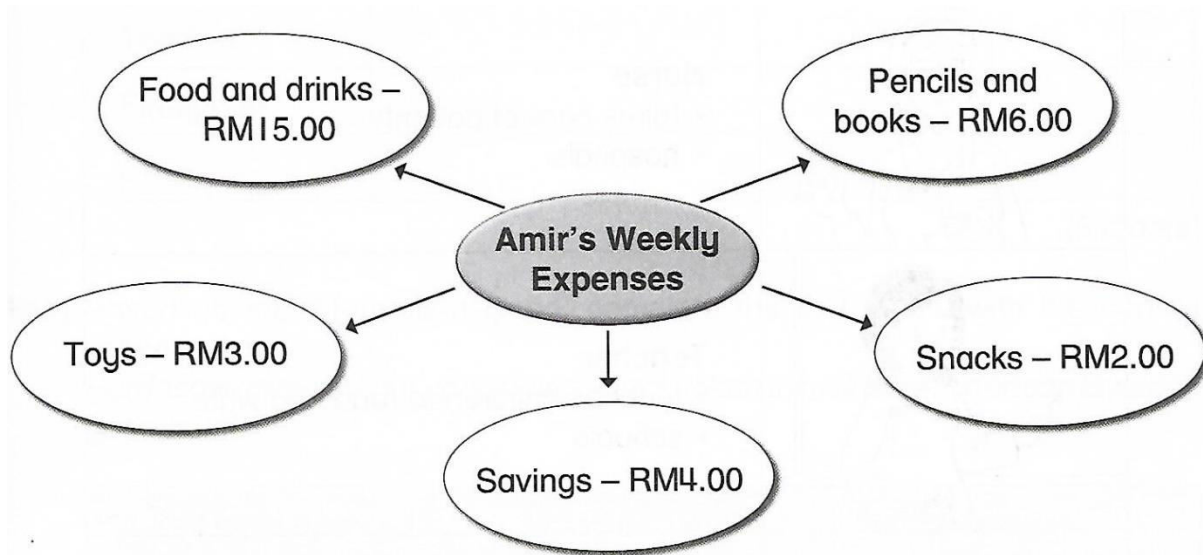 Food and drinks –
RM15.00
Pencils and
books – RM6.00
Amir's Weekly
Expenses
Toys – RM3.00
Snacks – RM2.00
Savings – RM4.00